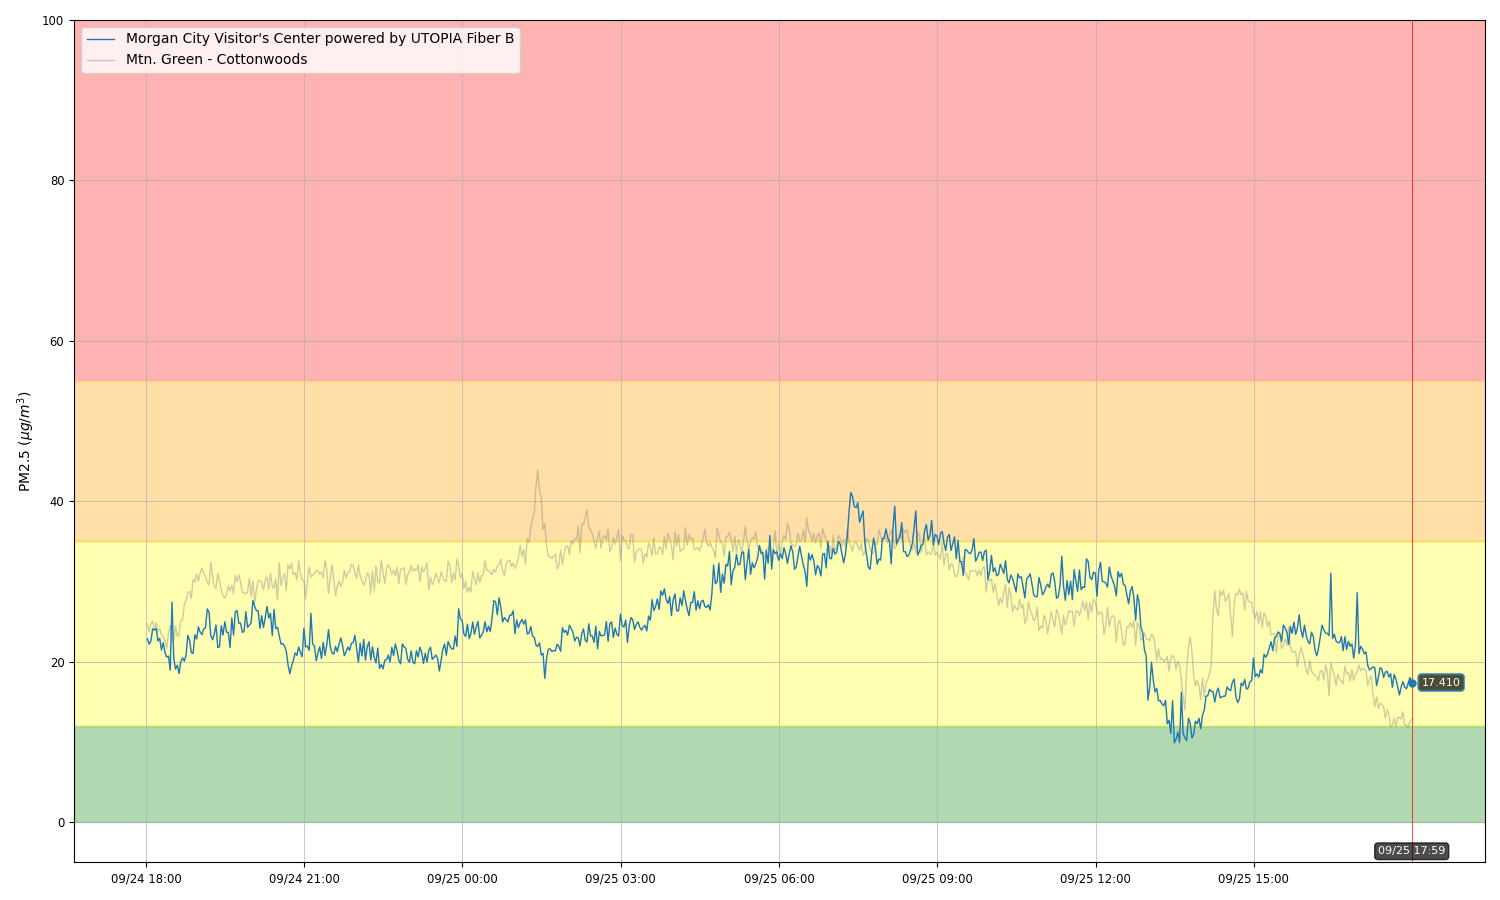 100
Morgan City Visitor's Center powered by UTOPIA Fiber B
Mtn. Green - Cottonwoods
80
60
40
20
0
PM2.5 (μg/m³)
17.410
09/25 17:59
09/24 18:00 09/24 21:00 09/25 00:00 09/25 03:00 09/25 06:00 09/25 09:00 09/25 12:00 09/25 15:00